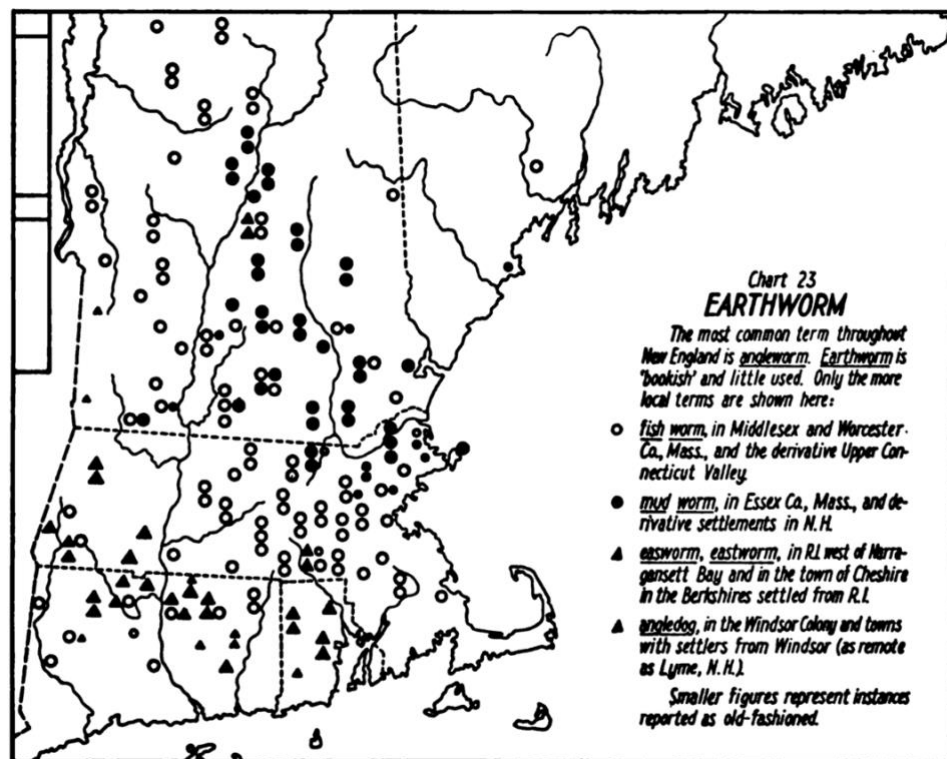 Chart 23
EARTHWORM
The most common term throughout
New England is angleworm. Earthworm is
'bookish' and little used. Only the more
local terms are shown here:
fish worm, in Middlesex and Worcester
Co., Mass., and the derivative Upper Con-
necticut Valley.
mud worm, in Essex Co., Mass., and de-
rivative settlements in N.H.
easworm, eastworm, in R.I. west of Narra-
gansett Bay and in the town of Cheshire
in the Berkshires settled from R.I.
angledog, in the Windsor Colony and towns
with settlers from Windsor (as remote
as Lyme, N.H.).
Smaller figures represent instances
reported as old-fashioned.